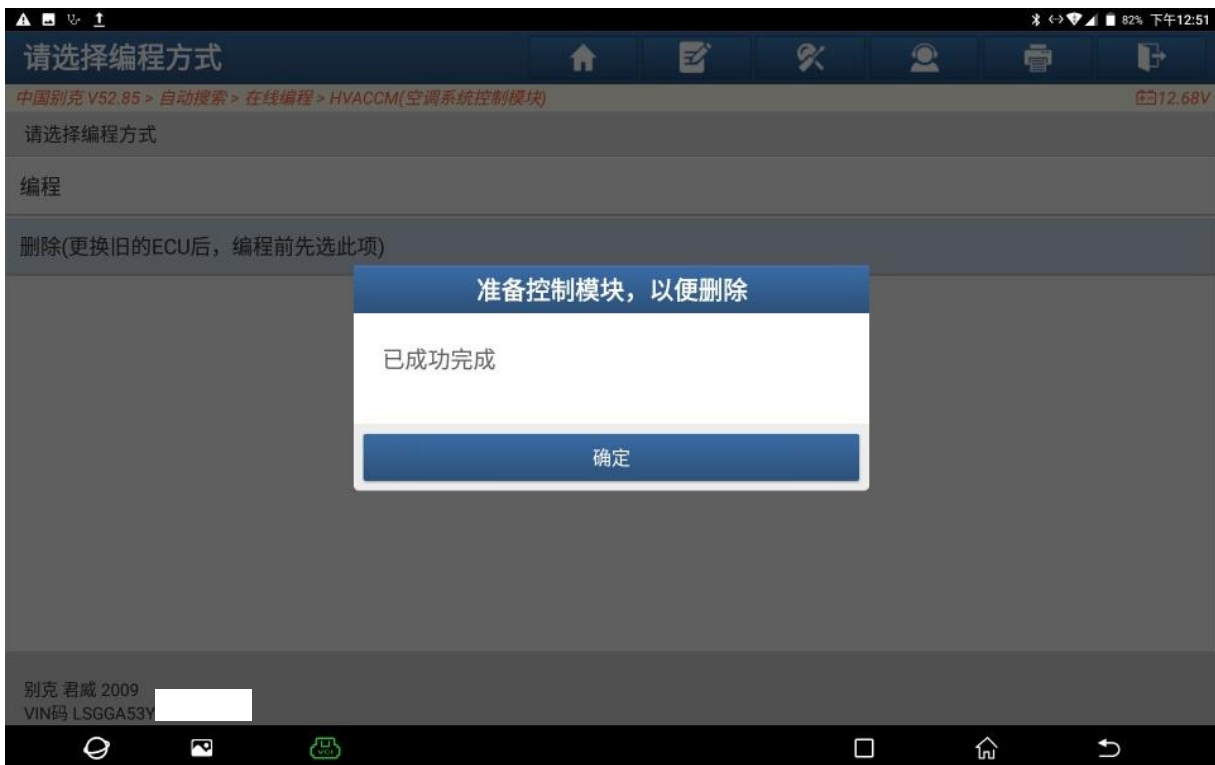 82% 下午12:51
请选择编程方式
中国别克 V52.85 > 自动搜索 > 在线编程 > HVACCM(空调系统控制模块)
12.68V
请选择编程方式
编程
删除(更换旧的ECU后，编程前先选此项)
准备控制模块，以便删除
已成功完成
确定
别克 君威 2009
VIN码 LSGGA53Y
VCI